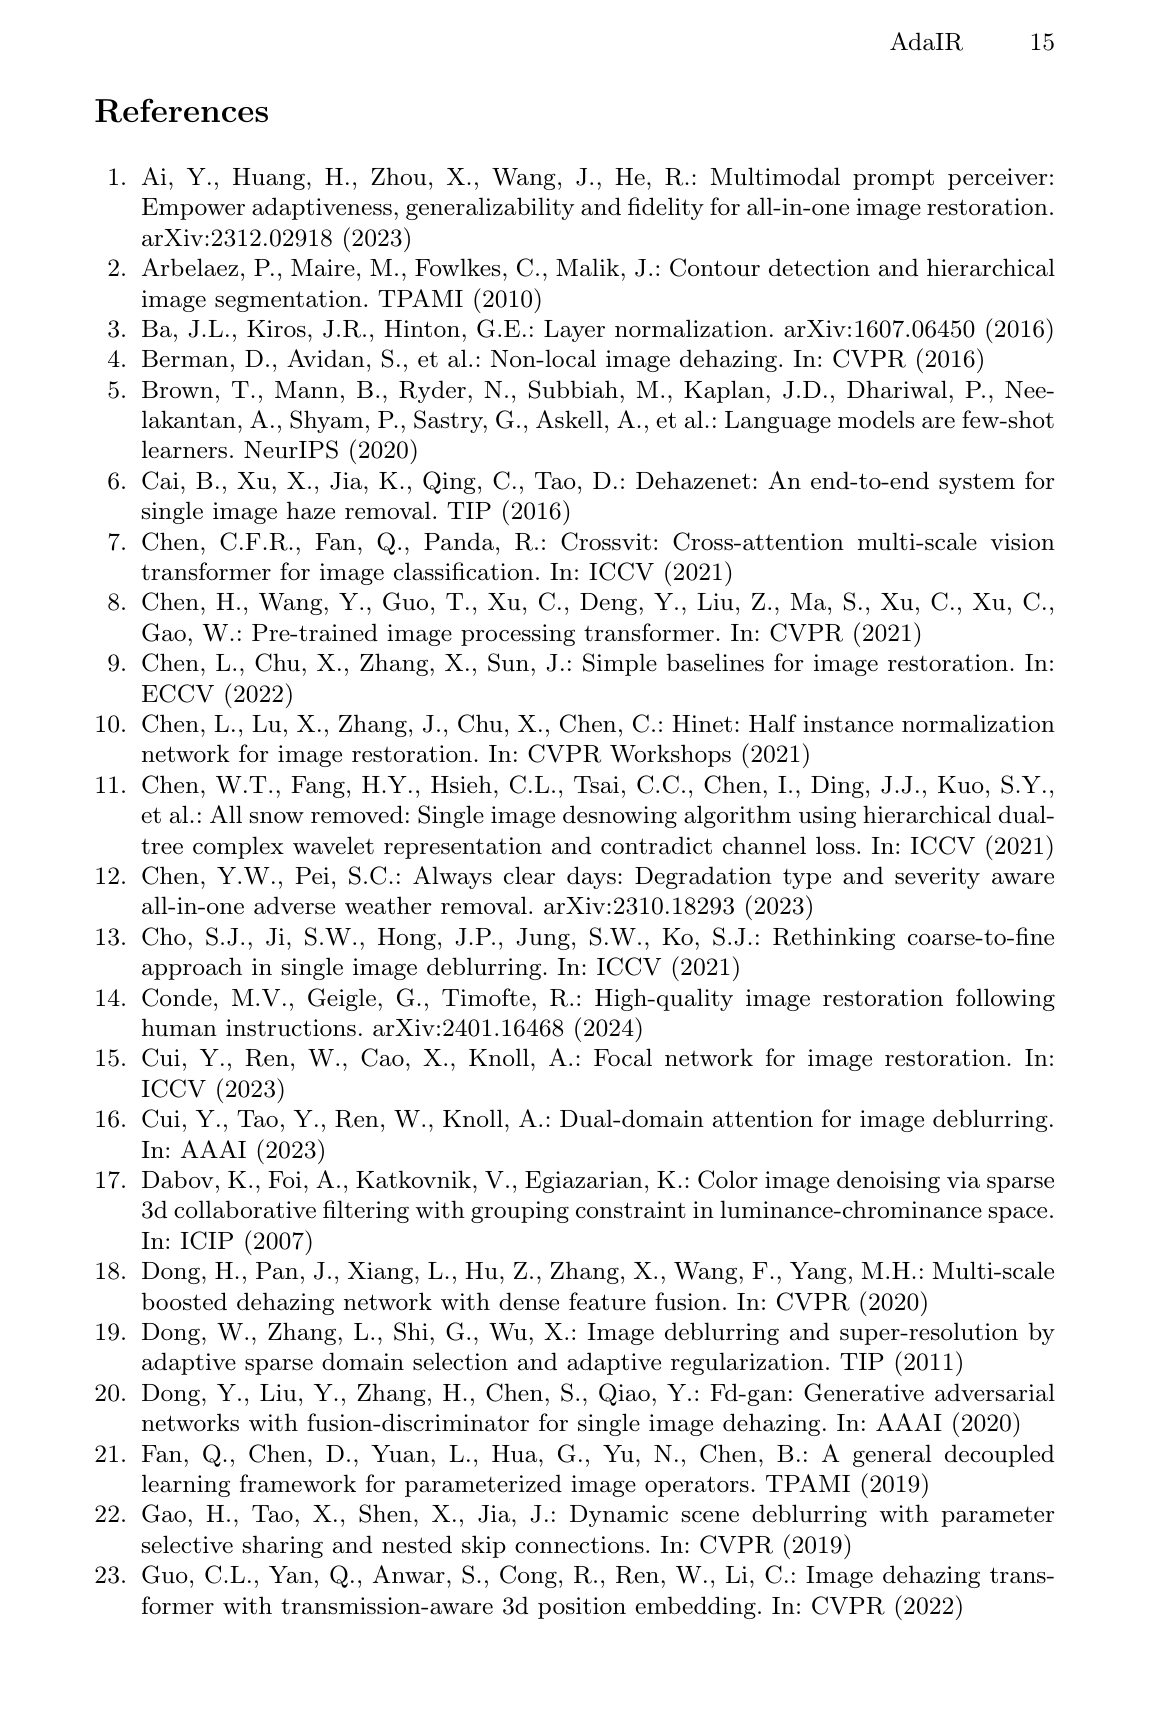 AdaIR 15
References
1. Ai, Y., Huang, H., Zhou, X., Wang, J., He, R.: Multimodal prompt perceiver:
Empower adaptiveness, generalizability and fidelity for all-in-one image restoration.
arXiv:2312.02918 (2023)
2. Arbelaez, P., Maire, M., Fowlkes, C., Malik, J.: Contour detection and hierarchical
image segmentation. TPAMI (2010)
3. Ba, J.L., Kiros, J.R., Hinton, G.E.: Layer normalization. arXiv:1607.06450 (2016)
4. Berman, D., Avidan, S., et al.: Non-local image dehazing. In: CVPR (2016)
5. Brown, T., Mann, B., Ryder, N., Subbiah, M., Kaplan, J.D., Dhariwal, P., Nee-
lakantan, A., Shyam, P., Sastry, G., Askell, A., et al.: Language models are few-shot
learners. NeurIPS (2020)
6. Cai, B., Xu, X., Jia, K., Qing, C., Tao, D.: Dehazenet: An end-to-end system for
single image haze removal. TIP (2016)
7. Chen, C.F.R., Fan, Q., Panda, R.: Crossvit: Cross-attention multi-scale vision
transformer for image classification. In: ICCV (2021)
8. Chen, H., Wang, Y., Guo, T., Xu, C., Deng, Y., Liu, Z., Ma, S., Xu, C., Xu, C.,
Gao, W.: Pre-trained image processing transformer. In: CVPR (2021)
9. Chen, L., Chu, X., Zhang, X., Sun, J.: Simple baselines for image restoration. In:
ECCV (2022)
10. Chen, L., Lu, X., Zhang, J., Chu, X., Chen, C.: Hinet: Half instance normalization
network for image restoration. In: CVPR Workshops (2021)
11. Chen, W.T., Fang, H.Y., Hsieh, C.L., Tsai, C.C., Chen, I., Ding, J.J., Kuo, S.Y.,
et al.: All snow removed: Single image desnowing algorithm using hierarchical dual-
tree complex wavelet representation and contradict channel loss. In: ICCV (2021)
12. Chen, Y.W., Pei, S.C.: Always clear days: Degradation type and severity aware
all-in-one adverse weather removal. arXiv:2310.18293 (2023)
13. Cho, S.J., Ji, S.W., Hong, J.P., Jung, S.W., Ko, S.J.: Rethinking coarse-to-fine
approach in single image deblurring. In: ICCV (2021)
14. Conde, M.V., Geigle, G., Timofte, R.: High-quality image restoration following
human instructions. arXiv:2401.16468 (2024)
15. Cui, Y., Ren, W., Cao, X., Knoll, A.: Focal network for image restoration. In:
ICCV (2023)
16. Cui, Y., Tao, Y., Ren, W., Knoll, A.: Dual-domain attention for image deblurring.
In: AAAI (2023)
17. Dabov, K., Foi, A., Katkovnik, V., Egiazarian, K.: Color image denoising via sparse
3d collaborative filtering with grouping constraint in luminance-chrominance space.
In: ICIP (2007)
18. Dong, H., Pan, J., Xiang, L., Hu, Z., Zhang, X., Wang, F., Yang, M.H.: Multi-scale
boosted dehazing network with dense feature fusion. In: CVPR (2020)
19. Dong, W., Zhang, L., Shi, G., Wu, X.: Image deblurring and super-resolution by
adaptive sparse domain selection and adaptive regularization. TIP (2011)
20. Dong, Y., Liu, Y., Zhang, H., Chen, S., Qiao, Y.: Fd-gan: Generative adversarial
networks with fusion-discriminator for single image dehazing. In: AAAI (2020)
21. Fan, Q., Chen, D., Yuan, L., Hua, G., Yu, N., Chen, B.: A general decoupled
learning framework for parameterized image operators. TPAMI (2019)
22. Gao, H., Tao, X., Shen, X., Jia, J.: Dynamic scene deblurring with parameter
selective sharing and nested skip connections. In: CVPR (2019)
23. Guo, C.L., Yan, Q., Anwar, S., Cong, R., Ren, W., Li, C.: Image dehazing trans-
former with transmission-aware 3d position embedding. In: CVPR (2022)